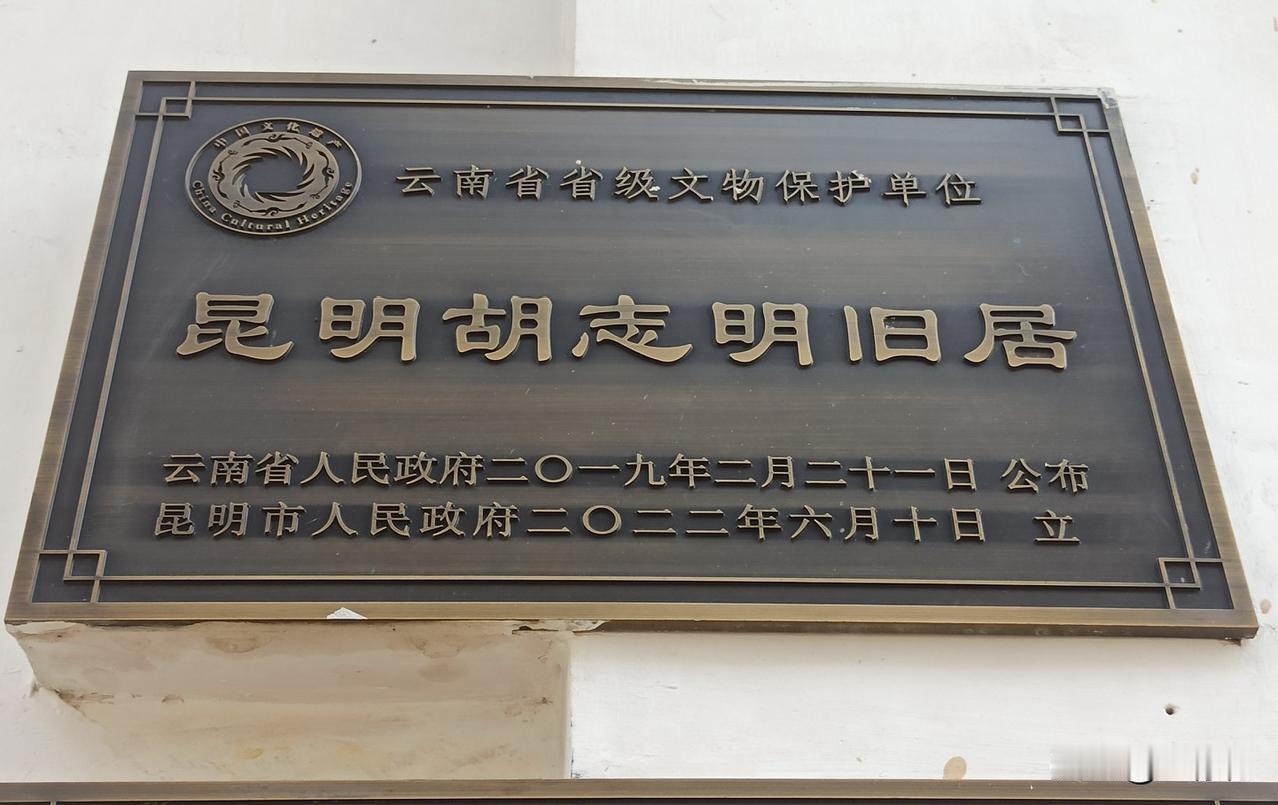 中国文化遗产
China Cultural Heritage
云南省省级文物保护单位
昆明胡志明旧居
云南省人民政府二〇一九年二月二十一日 公布
昆明市人民政府二〇二二年六月十日 立